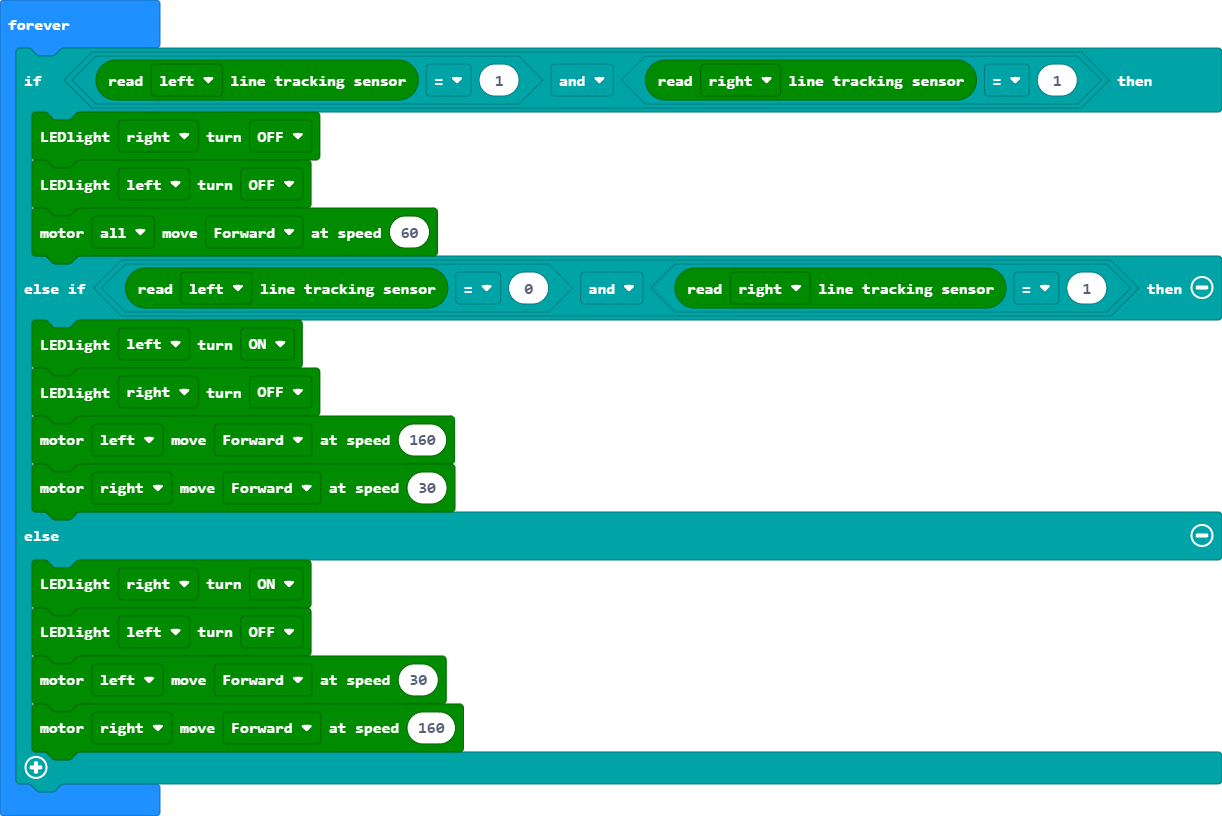 forever
if read left line tracking sensor = 1 and read right line tracking sensor = 1 then
LEDlight right turn OFF
LEDlight left turn OFF
motor all move Forward at speed 60
else if read left line tracking sensor = 0 and read right line tracking sensor = 1 then
LEDlight left turn ON
LEDlight right turn OFF
motor left move Forward at speed 160
motor right move Forward at speed 30
else
LEDlight right turn ON
LEDlight left turn OFF
motor left move Forward at speed 30
motor right move Forward at speed 160